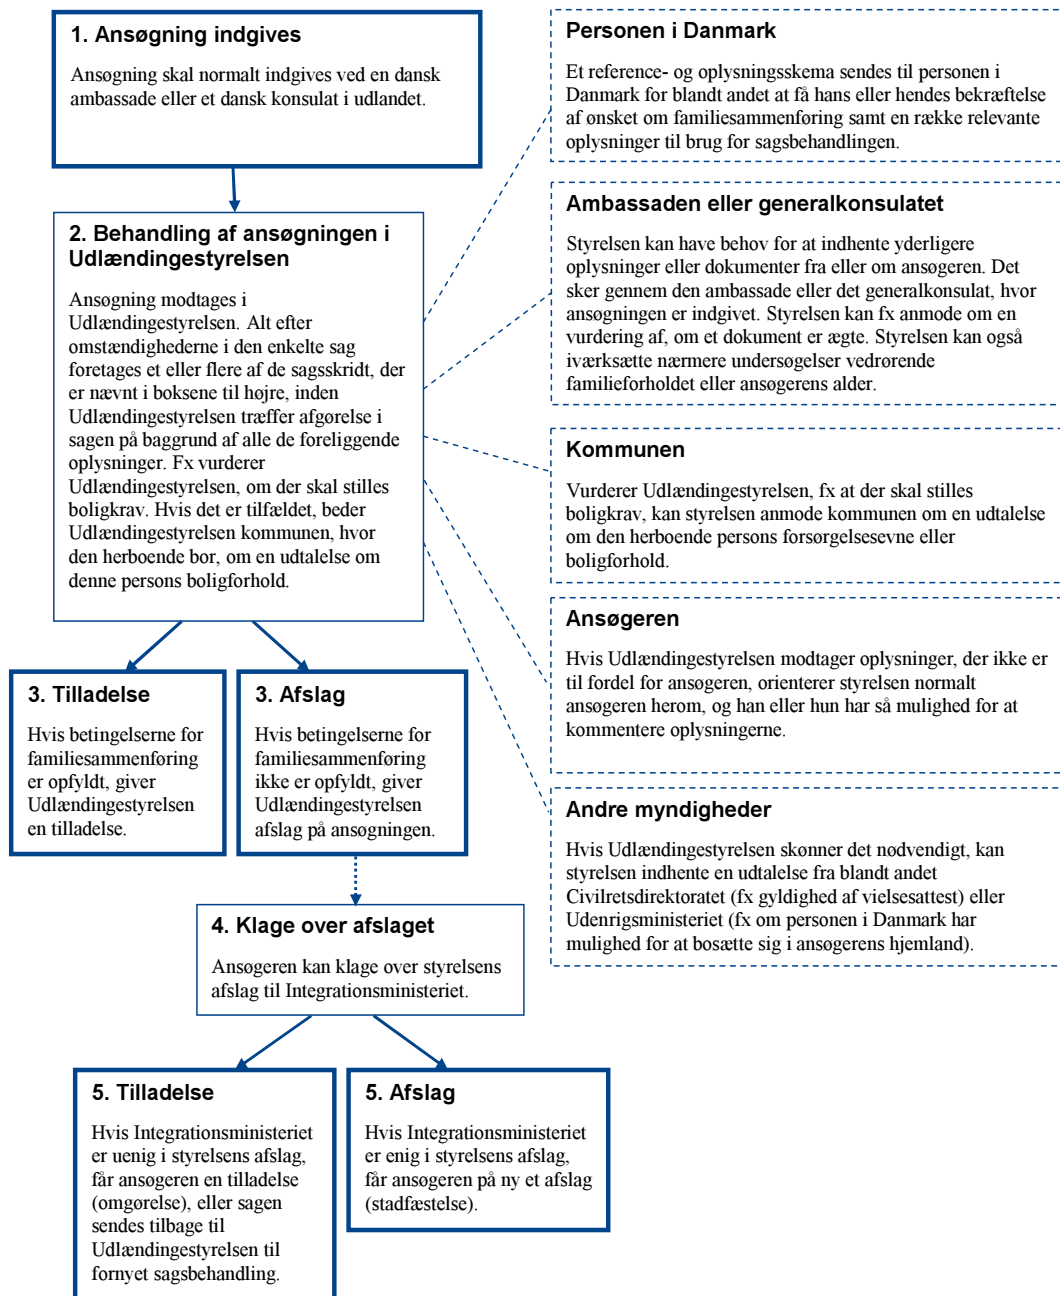 1. Ansøgning indgives
Ansøgning skal normalt indgives ved en dansk
ambassade eller et dansk konsulat i udlandet.
2. Behandling af ansøgningen i
Udlændingestyrelsen
Ansøgning modtages i
Udlændingestyrelsen. Alt efter
omstændighederne i den enkelte sag
foretages et eller flere af de sagsskridt, der
er nævnt i boksene til højre, inden
Udlændingestyrelsen træffer afgørelse i
sagen på baggrund af alle de foreliggende
oplysninger. Fx vurderer
Udlændingestyrelsen, om der skal stilles
boligkrav. Hvis det er tilfældet, beder
Udlændingestyrelsen kommunen, hvor
den herboende bor, om en udtalelse om
denne persons boligforhold.
Personen i Danmark
Et reference- og oplysningsskema sendes til personen i
Danmark for blandt andet at få hans eller hendes bekræftelse
af ønsket om familiesammenføring samt en række relevante
oplysninger til brug for sagsbehandlingen.
Ambassaden eller generalkonsulatet
Styrelsen kan have behov for at indhente yderligere
oplysninger eller dokumenter fra eller om ansøgeren. Det
sker gennem den ambassade eller det generalkonsulat, hvor
ansøgningen er indgivet. Styrelsen kan fx anmode om en
vurdering af, om et dokument er ægte. Styrelsen kan også
iværksætte nærmere undersøgelser vedrørende
familieforholdet eller ansøgerens alder.
Kommunen
Vurderer Udlændingestyrelsen, fx at der skal stilles
boligkrav, kan styrelsen anmode kommunen om en udtalelse
om den herboende persons forsørgelsesevne eller
boligforhold.
Ansøgeren
Hvis Udlændingestyrelsen modtager oplysninger, der ikke er
til fordel for ansøgeren, orienterer styrelsen normalt
ansøgeren herom, og han eller hun har så mulighed for at
kommentere oplysningerne.
Andre myndigheder
Hvis Udlændingestyrelsen skønner det nødvendigt, kan
styrelsen indhente en udtalelse fra blandt andet
Civilretsdirektoratet (fx gyldighed af vielsesattest) eller
Udenrigsministeriet (fx om personen i Danmark har
mulighed for at bosætte sig i ansøgerens hjemland).
3. Tilladelse
Hvis betingelserne for
familiesammenføring
er opfyldt, giver
Udlændingestyrelsen
en tilladelse.
3. Afslag
Hvis betingelserne for
familiesammenføring
ikke er opfyldt, giver
Udlændingestyrelsen
afslag på ansøgningen.
4. Klage over afslaget
Ansøgeren kan klage over styrelsens
afslag til Integrationsministeriet.
5. Tilladelse
Hvis Integrationsministeriet
er uenig i styrelsens afslag,
får ansøgeren en tilladelse
(omgørelse), eller sagen
sendes tilbage til
Udlændingestyrelsen til
fornyet sagsbehandling.
5. Afslag
Hvis Integrationsministeriet
er enig i styrelsens afslag,
får ansøgeren på ny et afslag
(stadfæstelse).